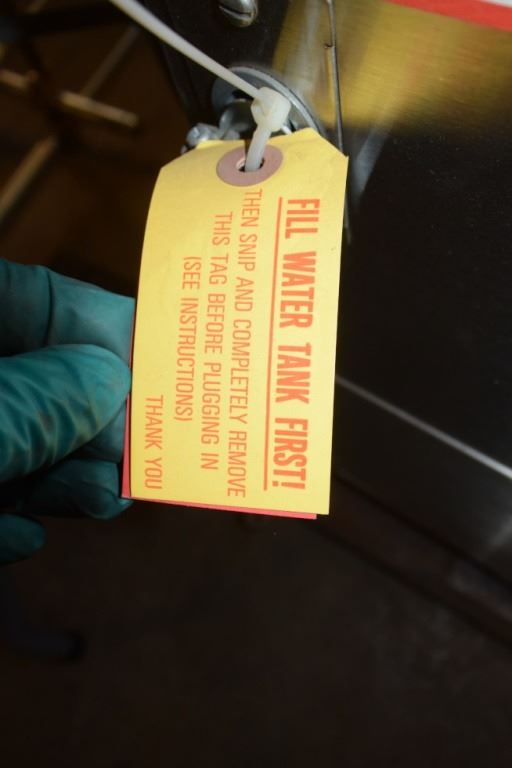 FILL WATER TANK FIRST!
THEN SNIP AND COMPLETELY REMOVE
THIS TAG BEFORE PLUGGING IN
(SEE INSTRUCTIONS)
THANK YOU